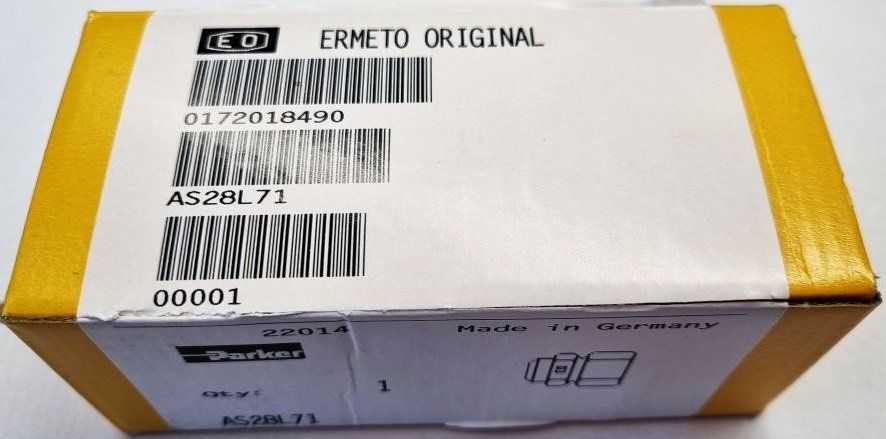 EO ERMETO ORIGINAL
0172018490
AS28L71
00001
22014 Made in Germany
Parker
Qty: 1
AS28L71